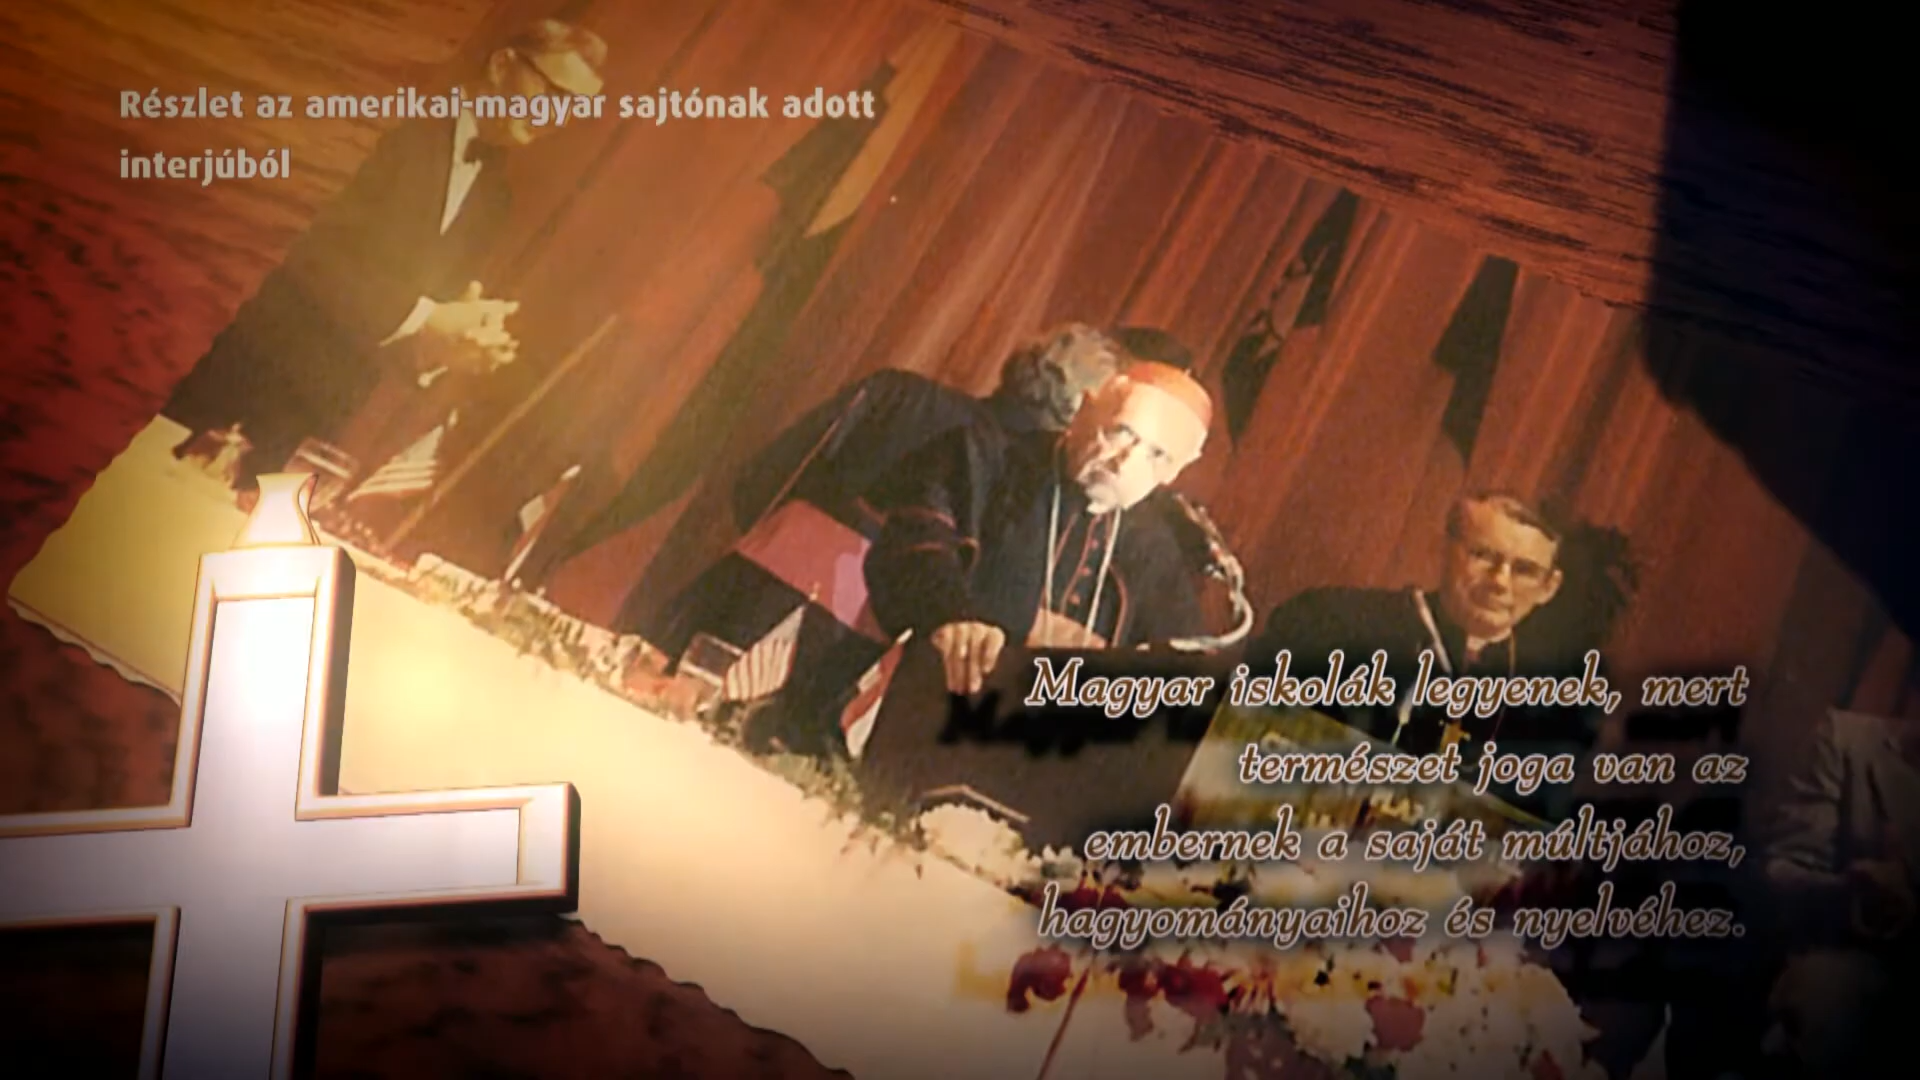 Részlet az amerikai-magyar sajtónak adott
interjúból
Magyar iskolák legyenek, mert
természet joga van az
embernek a saját múltjához,
hagyományaihoz és nyelvéhez.